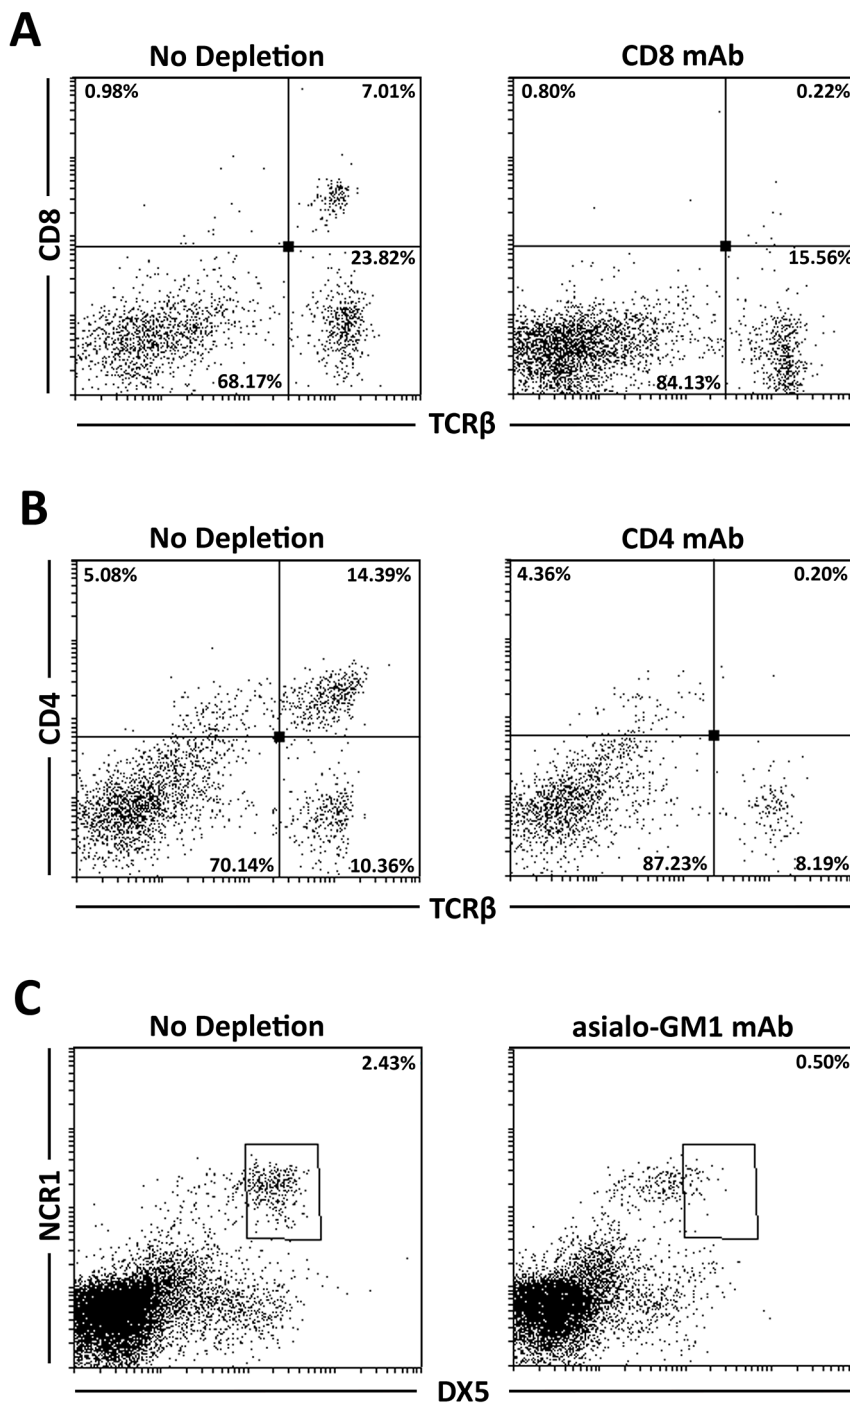 A
No Depletion
CD8 mAb
0.98%
7.01%
0.80%
0.22%
CD8
23.82%
15.56%
68.17%
84.13%
TCRβ
B
No Depletion
CD4 mAb
5.08%
14.39%
4.36%
0.20%
CD4
70.14%
10.36%
87.23%
8.19%
TCRβ
C
No Depletion
asialo-GM1 mAb
2.43%
0.50%
NCR1
DX5